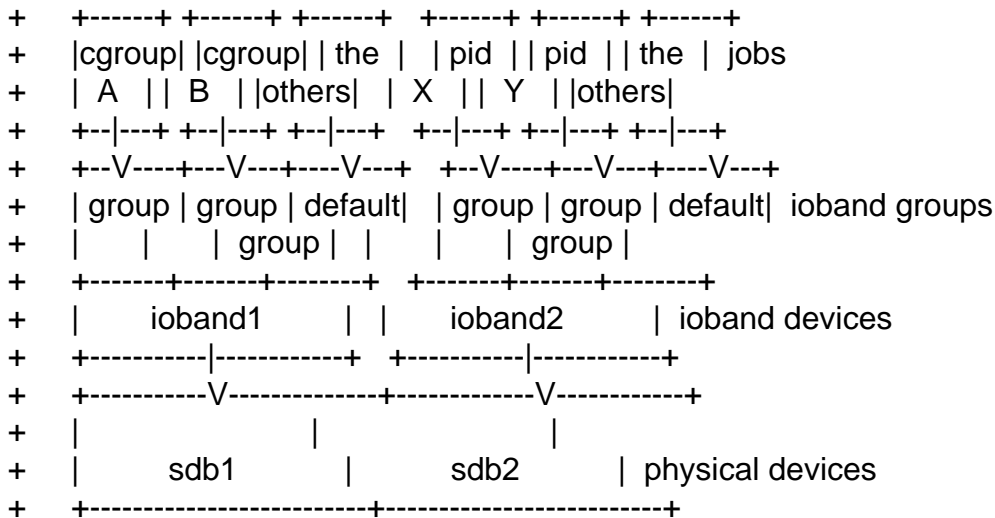 + +------+ +------+ +------+ +------+ +------+ +------+
+ |cgroup| |cgroup| | the | | pid | | pid | | the | jobs
+ | A | | B | |others| | X | | Y | |others|
+ +--|---+ +--|---+ +--|---+ +--|---+ +--|---+ +--|---+
+ +--V----+---V---+----V---+ +--V----+---V---+----V---+
+ | group | group | default| | group | group | default| ioband groups
+ | | | group | | | | group |
+ +-------+-------+--------+ +-------+-------+--------+
+ | ioband1 | | ioband2 | ioband devices
+ +-----------|------------+ +-----------|------------+
+ +-----------V--------------+-------------V------------+
+ | | |
+ | sdb1 | sdb2 | physical devices
+ +--------------------------+--------------------------+